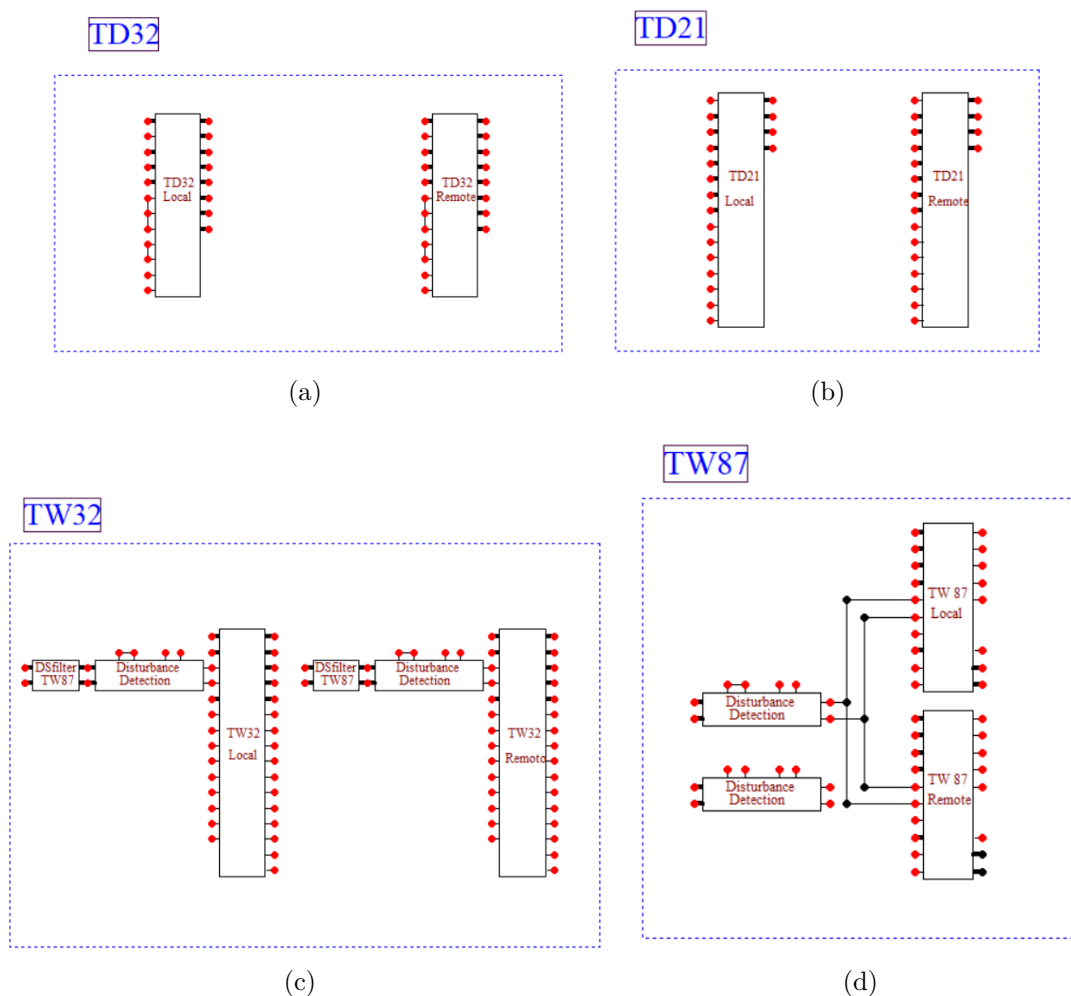 TD32
TD32
Local
TD32
Remote
(a)
TD21
TD21
Local
TD21
Remote
(b)
TW32
DSfilter
TW87
Disturbance
Detection
TW32
Local
DSfilter
TW87
Disturbance
Detection
TW32
Remoto
(c)
TW87
Disturbance
Detection
Disturbance
Detection
TW 87
Local
TW 87
Remote
(d)